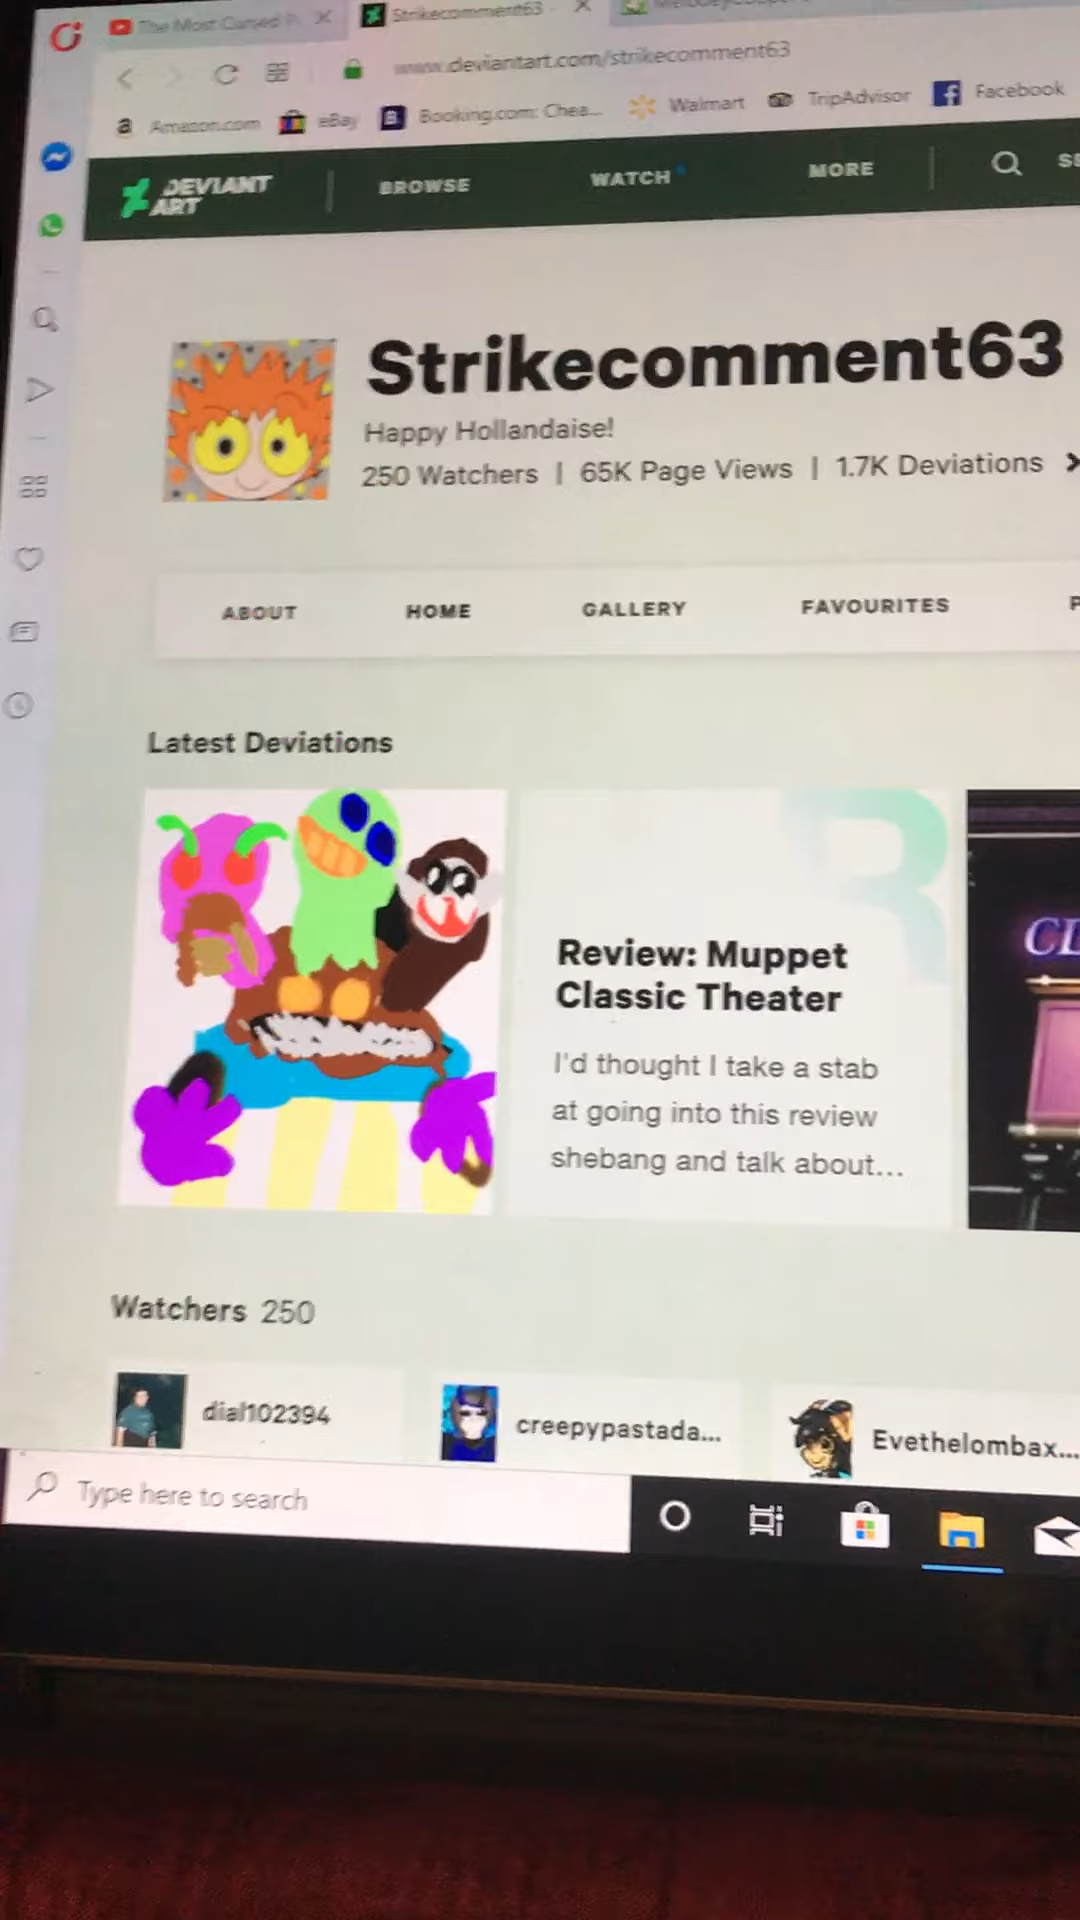 The Most Cursed
Strikecomment63
www.deviantart.com/strikecomment63
a Amazon.com eBay B Booking.com: Chea... Walmart TripAdvisor Facebook
DEVIANT ART BROWSE WATCH MORE
Strikecomment63
Happy Hollandaise!
250 Watchers | 65K Page Views | 1.7K Deviations
ABOUT HOME GALLERY FAVOURITES
Latest Deviations
R
Review: Muppet
Classic Theater
I'd thought I take a stab
at going into this review
shebang and talk about...
Watchers 250
dial102394 creepypastada... Evethelombax...
Type here to search